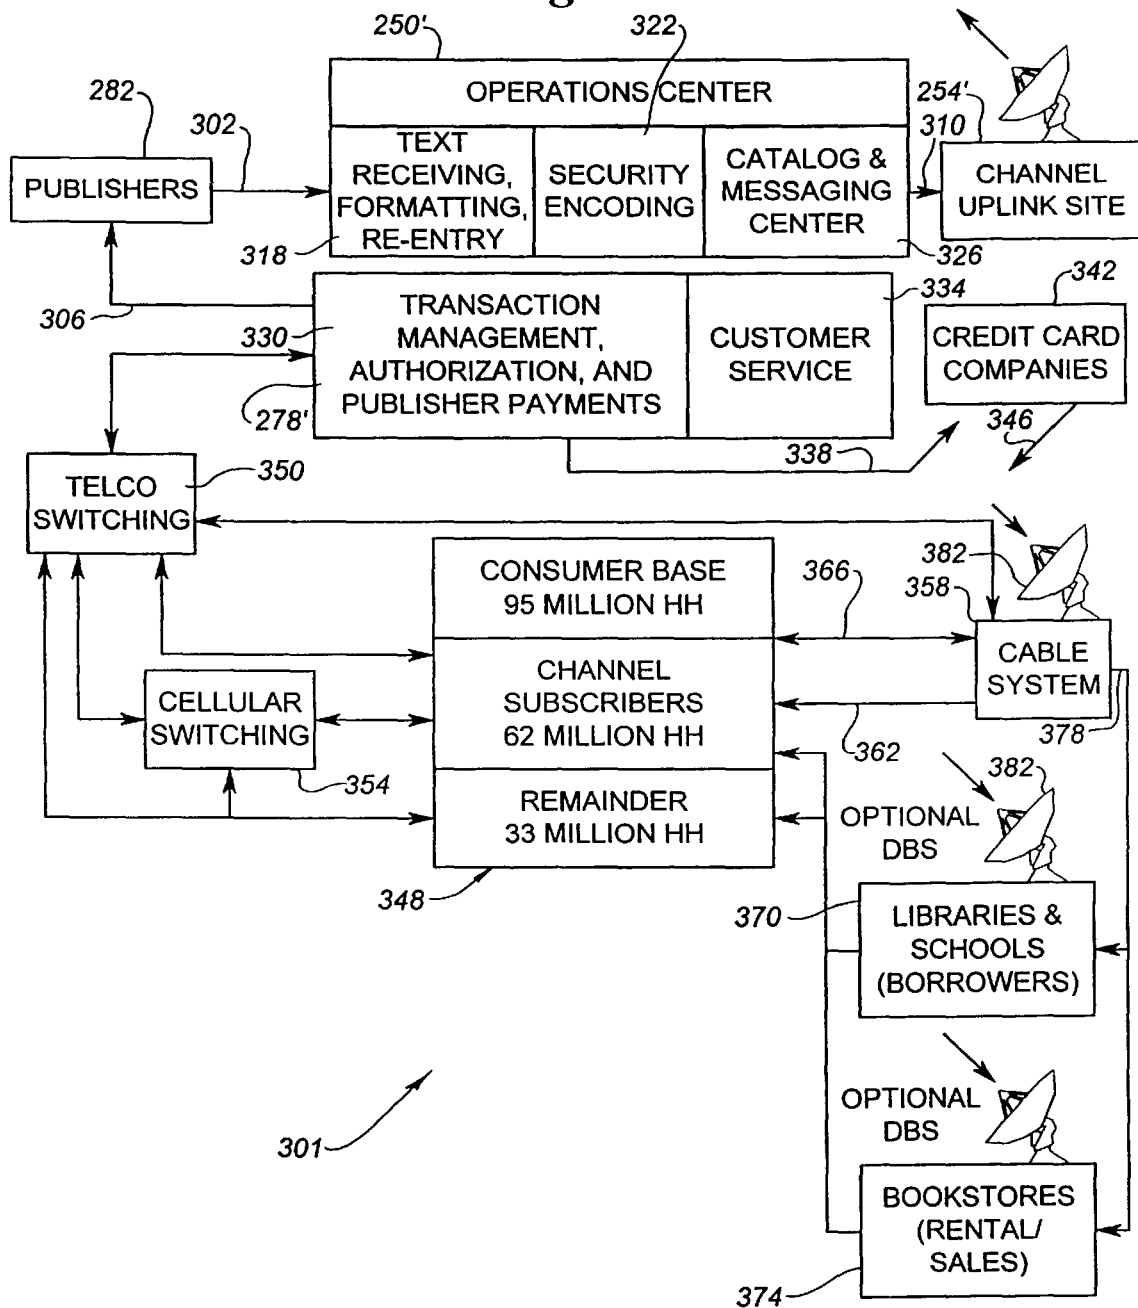 g
250'
322
282
302
OPERATIONS CENTER
254'
310
PUBLISHERS
TEXT
RECEIVING,
FORMATTING,
RE-ENTRY
318
SECURITY
ENCODING
CATALOG &
MESSAGING
CENTER
326
CHANNEL
UPLINK SITE
306
330
TRANSACTION
MANAGEMENT,
AUTHORIZATION, AND
PUBLISHER PAYMENTS
278'
334
CUSTOMER
SERVICE
342
CREDIT CARD
COMPANIES
346
338
350
TELCO
SWITCHING
CONSUMER BASE
95 MILLION HH
366
382
358
CABLE
SYSTEM
CHANNEL
SUBSCRIBERS
62 MILLION HH
CELLULAR
SWITCHING
354
362
378
REMAINDER
33 MILLION HH
348
382
OPTIONAL
DBS
370
LIBRARIES &
SCHOOLS
(BORROWERS)
301
OPTIONAL
DBS
BOOKSTORES
(RENTAL/
SALES)
374